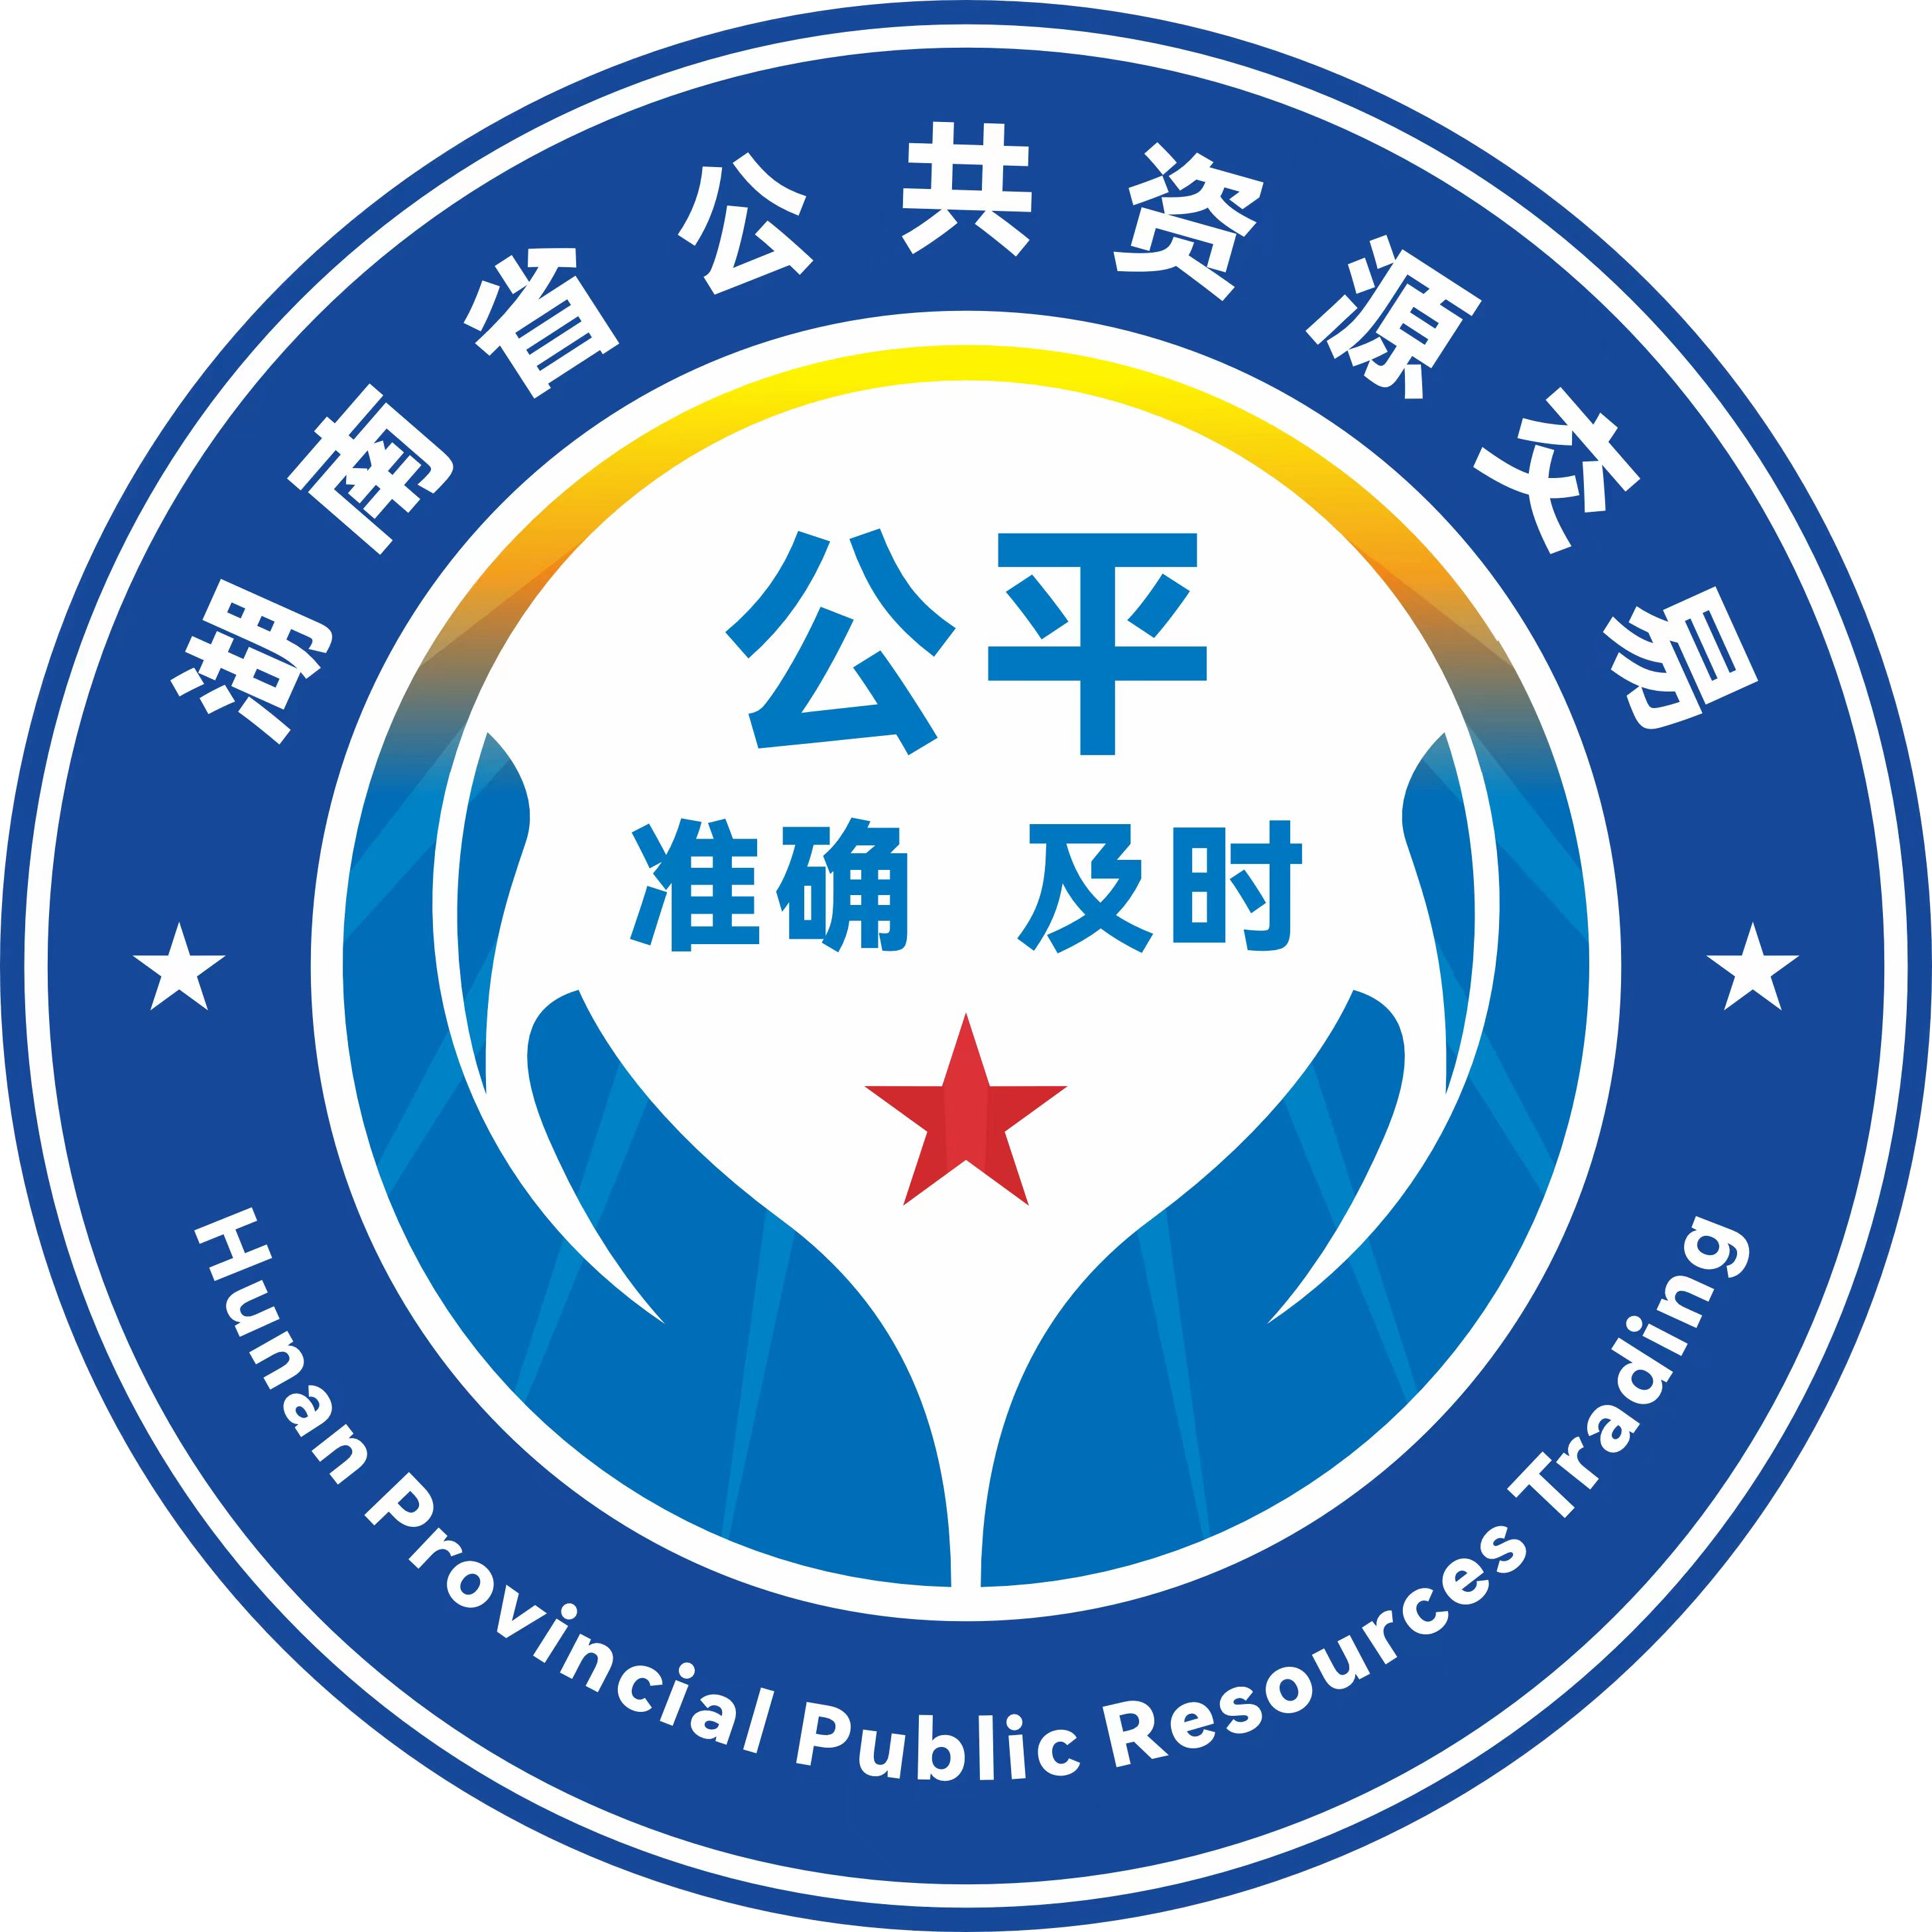 湖南省公共资源交易
公平
准确 及时
Hunan Provincial Public Resources Trading